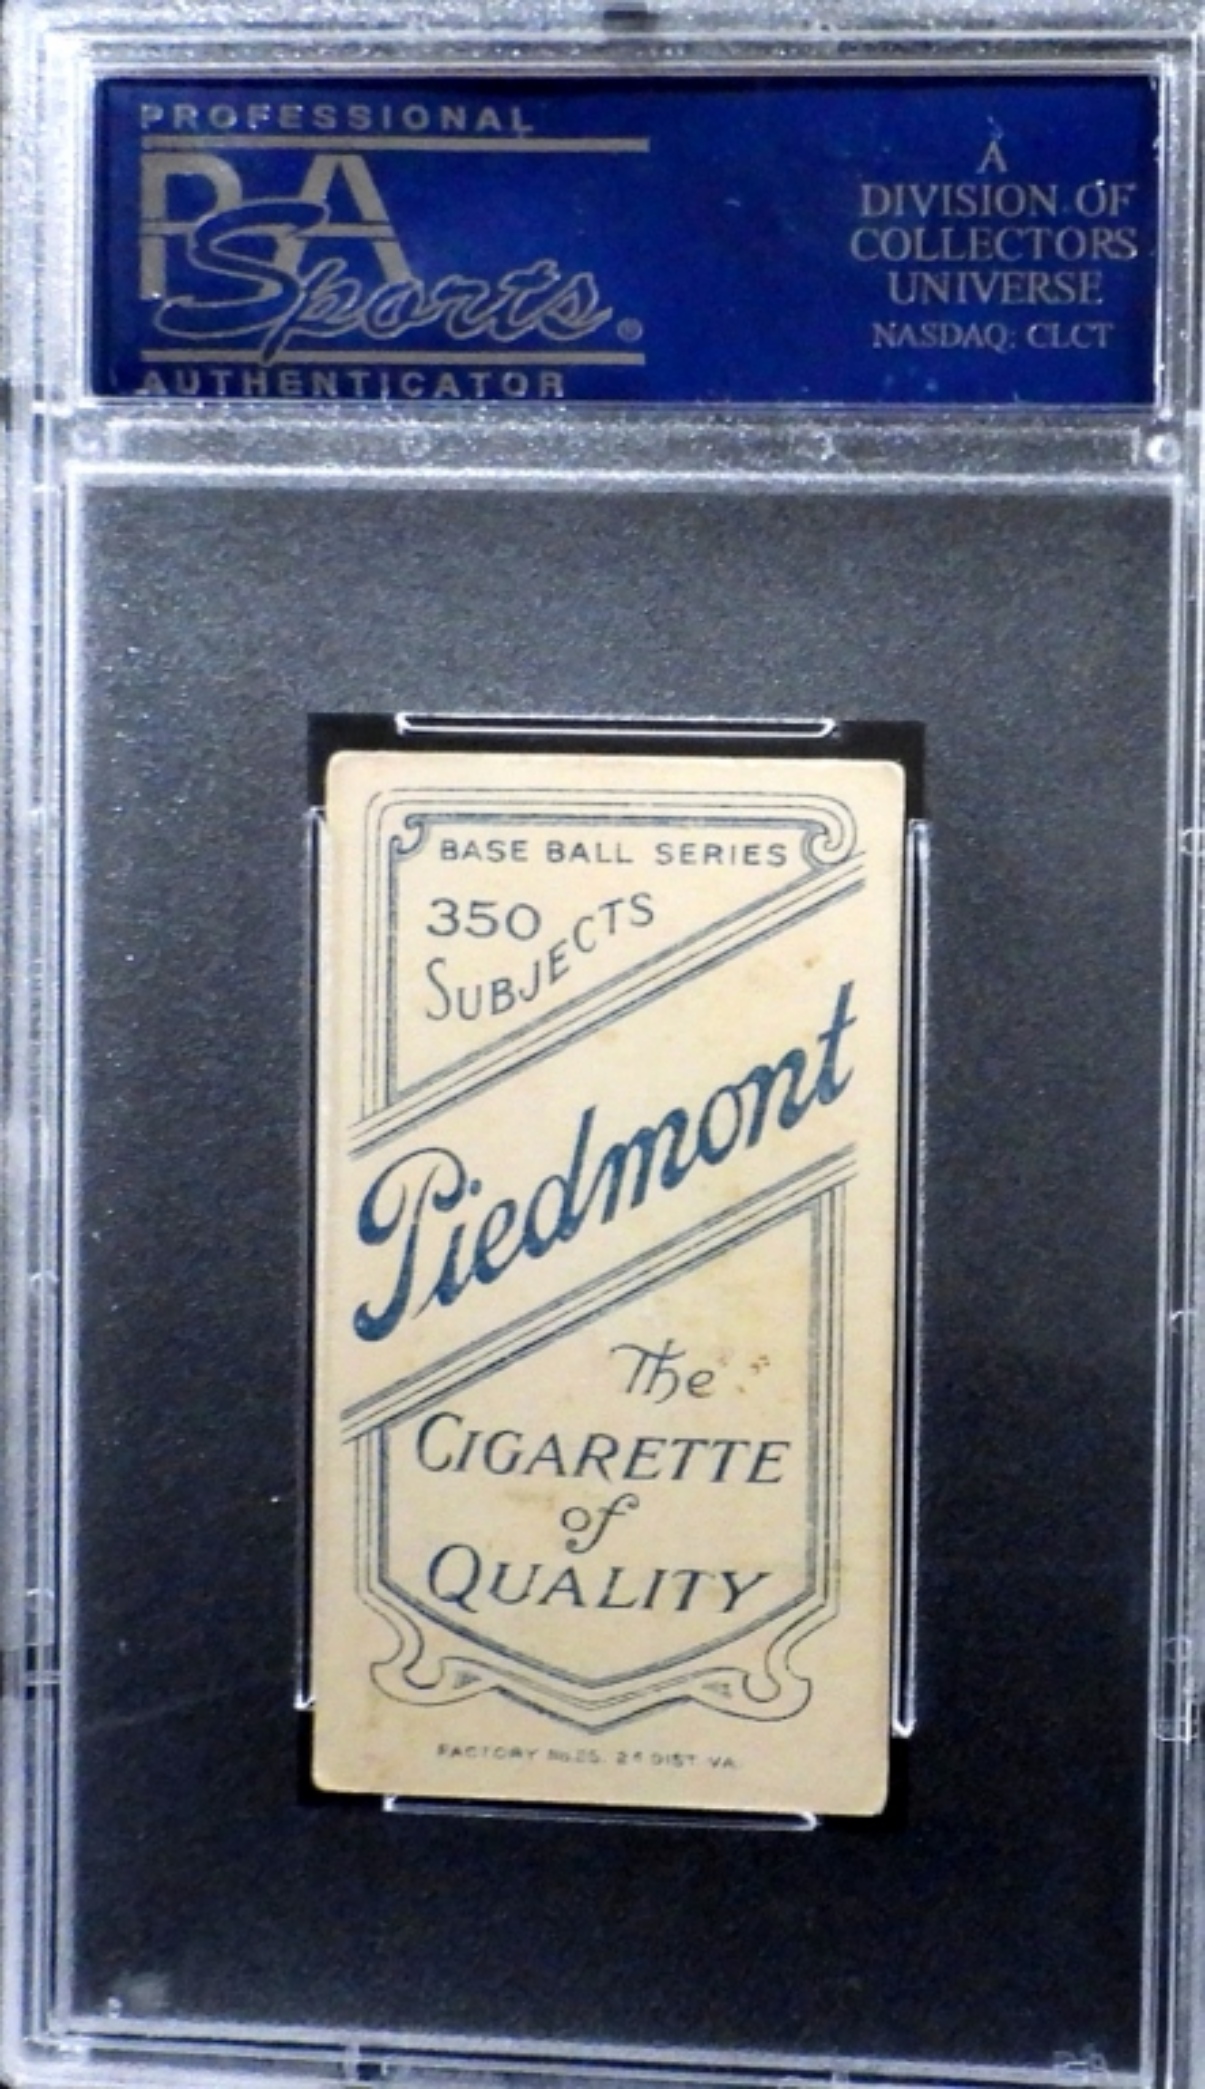 PROFESSIONAL
PSA
Sports®
AUTHENTICATOR
A
DIVISION OF
COLLECTORS
UNIVERSE
NASDAQ: CLCT
BASE BALL SERIES
350
SUBJECTS
Piedmont
The
CIGARETTE
of
QUALITY
FACTORY No.25. 2d DIST. VA.